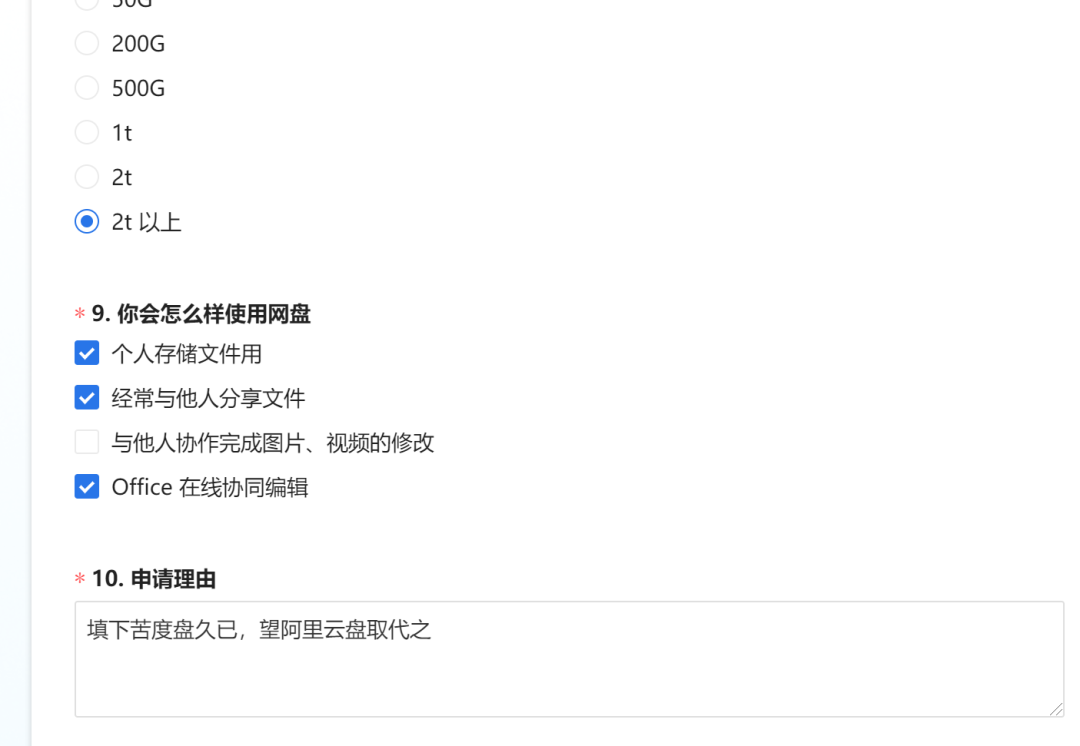 50G
200G
500G
1t
2t
2t 以上
* 9. 你会怎么样使用网盘
个人存储文件用
经常与他人分享文件
与他人协作完成图片、视频的修改
Office 在线协同编辑
* 10. 申请理由
填下苦度盘久已，望阿里云盘取代之